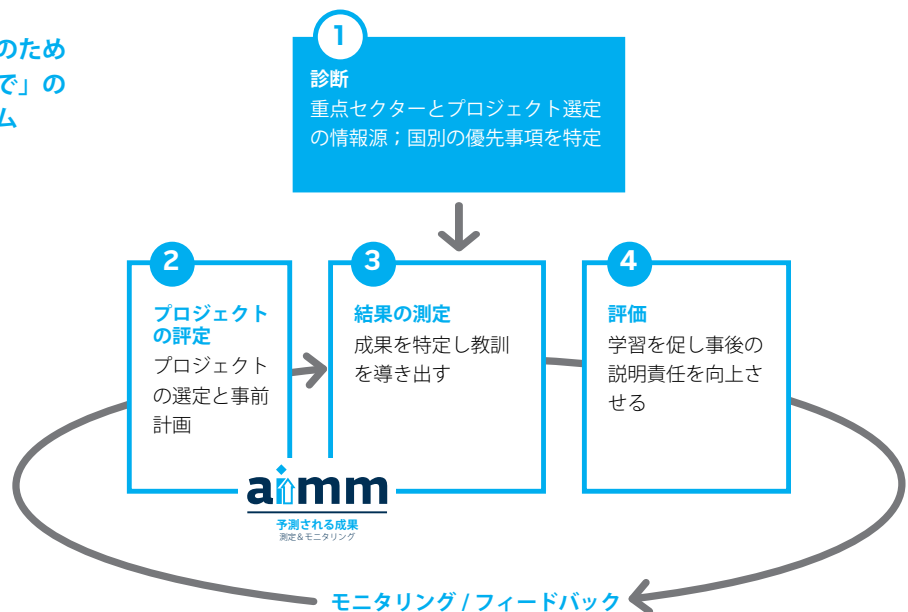 のため
で」の
ム
1
診断
重点セクターとプロジェクト選定
の情報源；国別の優先事項を特定
2
プロジェクト
の評定
プロジェクト
の選定と事前
計画
3
結果の測定
成果を特定し教訓
を導き出す
4
評価
学習を促し事後の
説明責任を向上さ
せる
aimm
予測される成果
測定&モニタリング
モニタリング / フィードバック